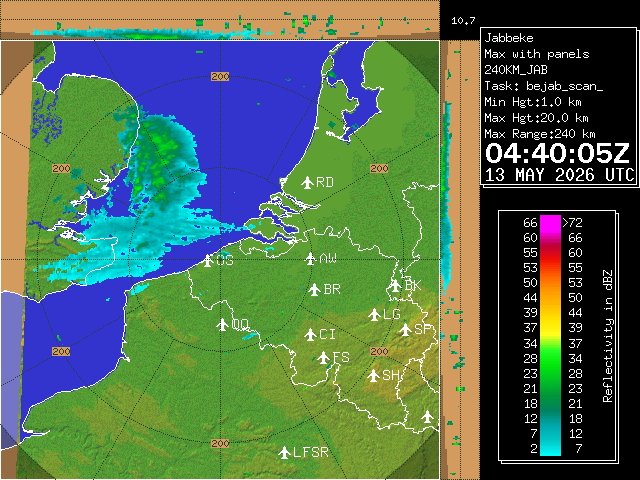 10.7
Jabbeke
Max with panels
240KM_JAB
Task: bejab_scan_
Min Hgt:1.0 km
Max Hgt:20.0 km
Max Range:240 km
04:40:05Z
13 MAY 2026 UTC
200
200
200
RD
OS
AW
BR
BK
LG
OO
CI
SP
FS
200
200
SH
200
LFSR
66 >72
60 66
55 60
53 55
50 53
44 50
39 44
37 39
34 37
28 34
23 28
21 23
18 21
12 18
7 12
2 7
Reflectivity in dBZ